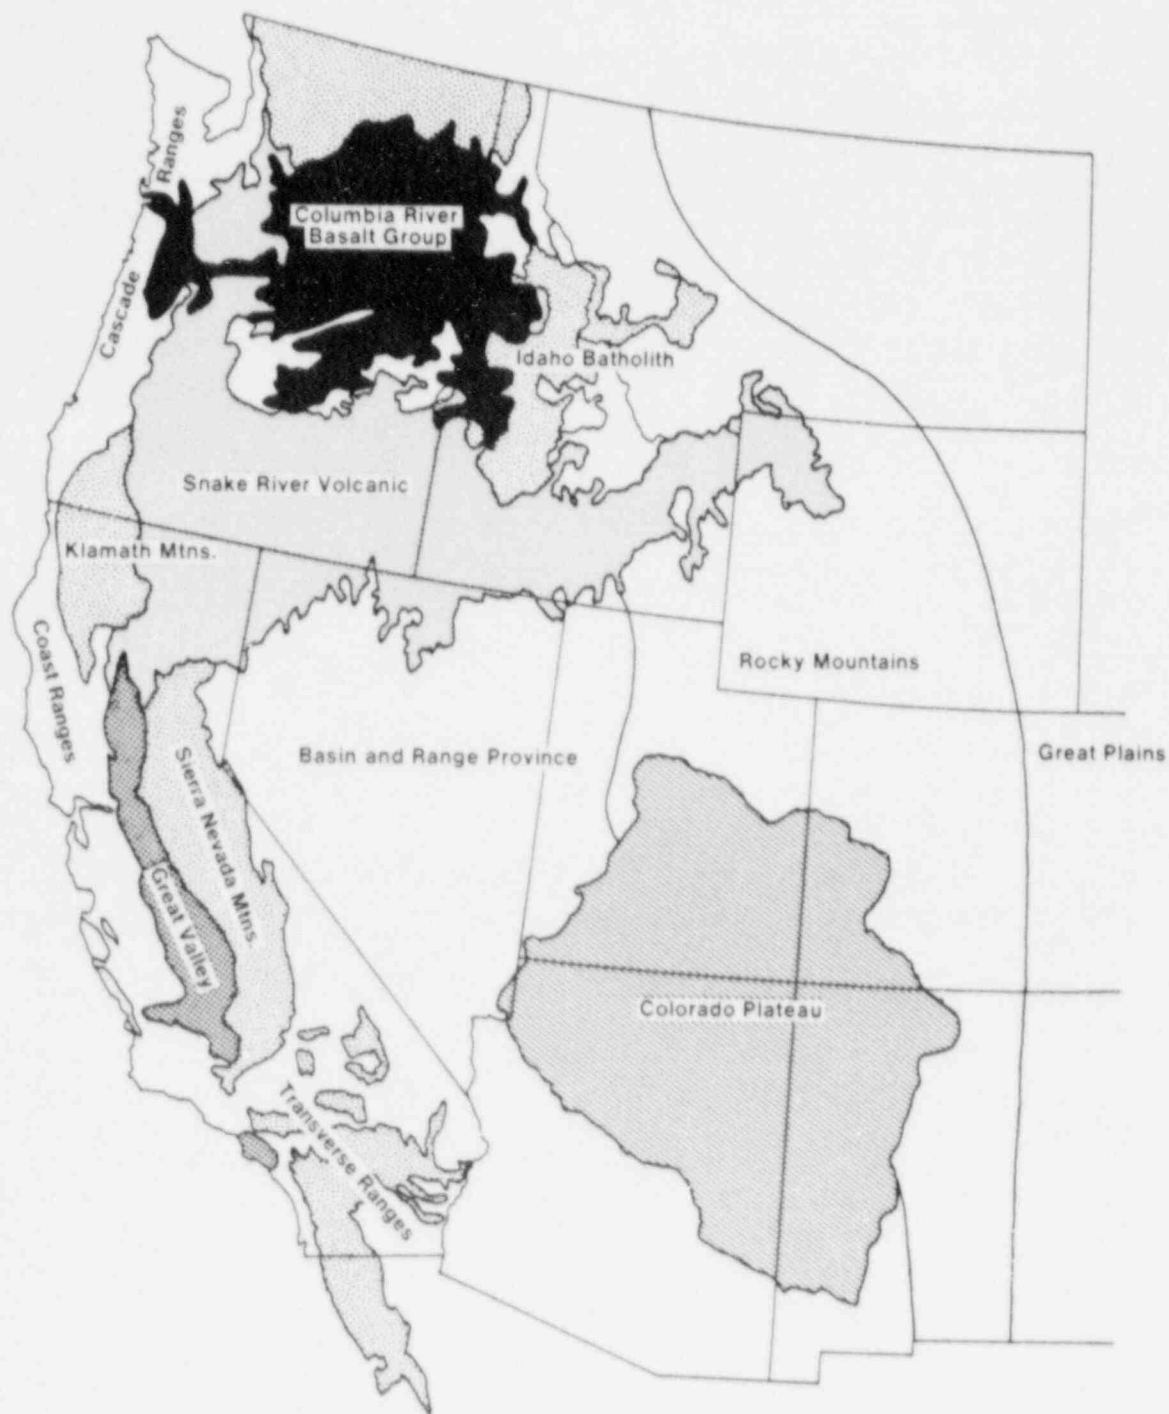 Ranges
Columbia River
Basalt Group
Cascade
Idaho Batholith
Snake River Volcanic
Klamath Mtns.
Coast Ranges
Rocky Mountains
Basin and Range Province
Great Plains
Sierra Nevada Mtns.
Great Valley
Colorado Plateau
Transverse Ranges